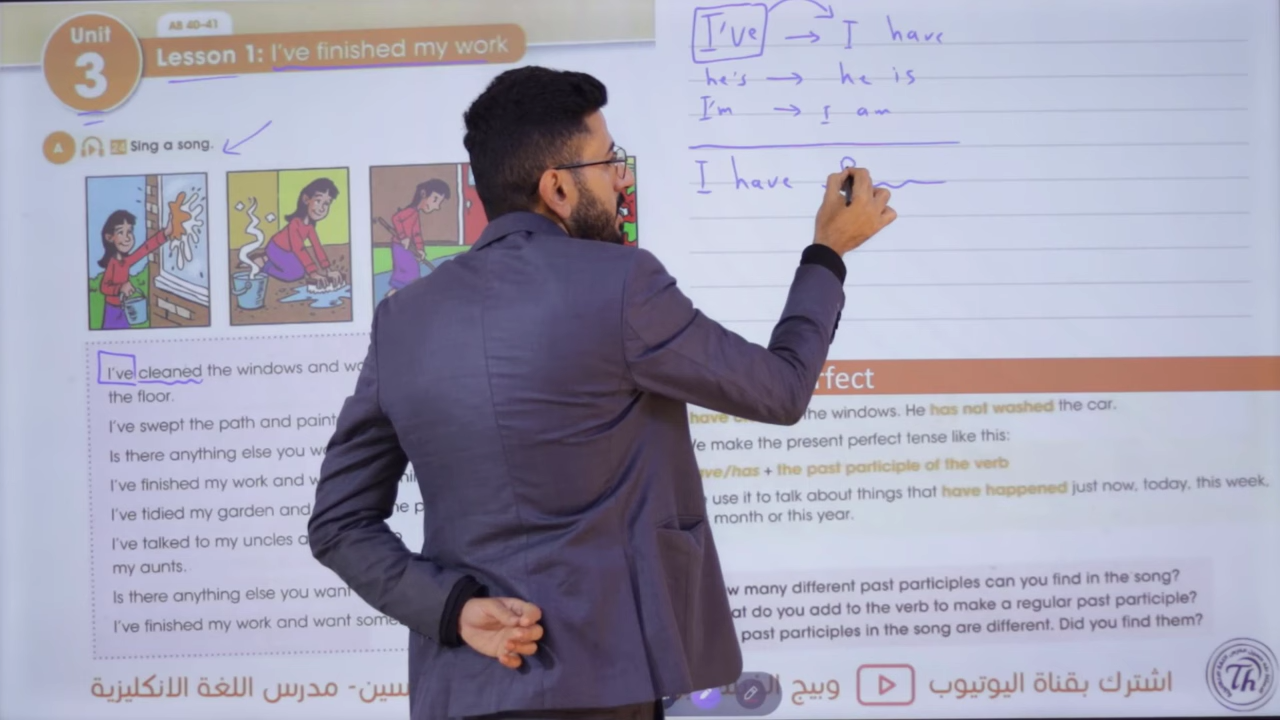 Unit
3
AB 40-41
Lesson 1: I've finished my work
A
Sing a song.
I've cleaned the windows and
the floor.
I've swept the path and
Is there anything else you
I've finished my work and
I've tidied my garden and
I've talked to my uncles
my aunts.
Is there anything else you want
I've finished my work and want
I've → I have
he's → he is
I'm → I am
I have
have the windows. He has not washed the car.
make the present perfect tense like this:
+ the past participle of the verb
use it to talk about things that have happened just now, today, this week,
month or this year.
many different past participles can you find in the song?
do you add to the verb to make a regular past participle?
past participles in the song are different. Did you find them?
اشترك بقناة اليوتيوب
وبيج
مدرس اللغة الانكليزية
Th